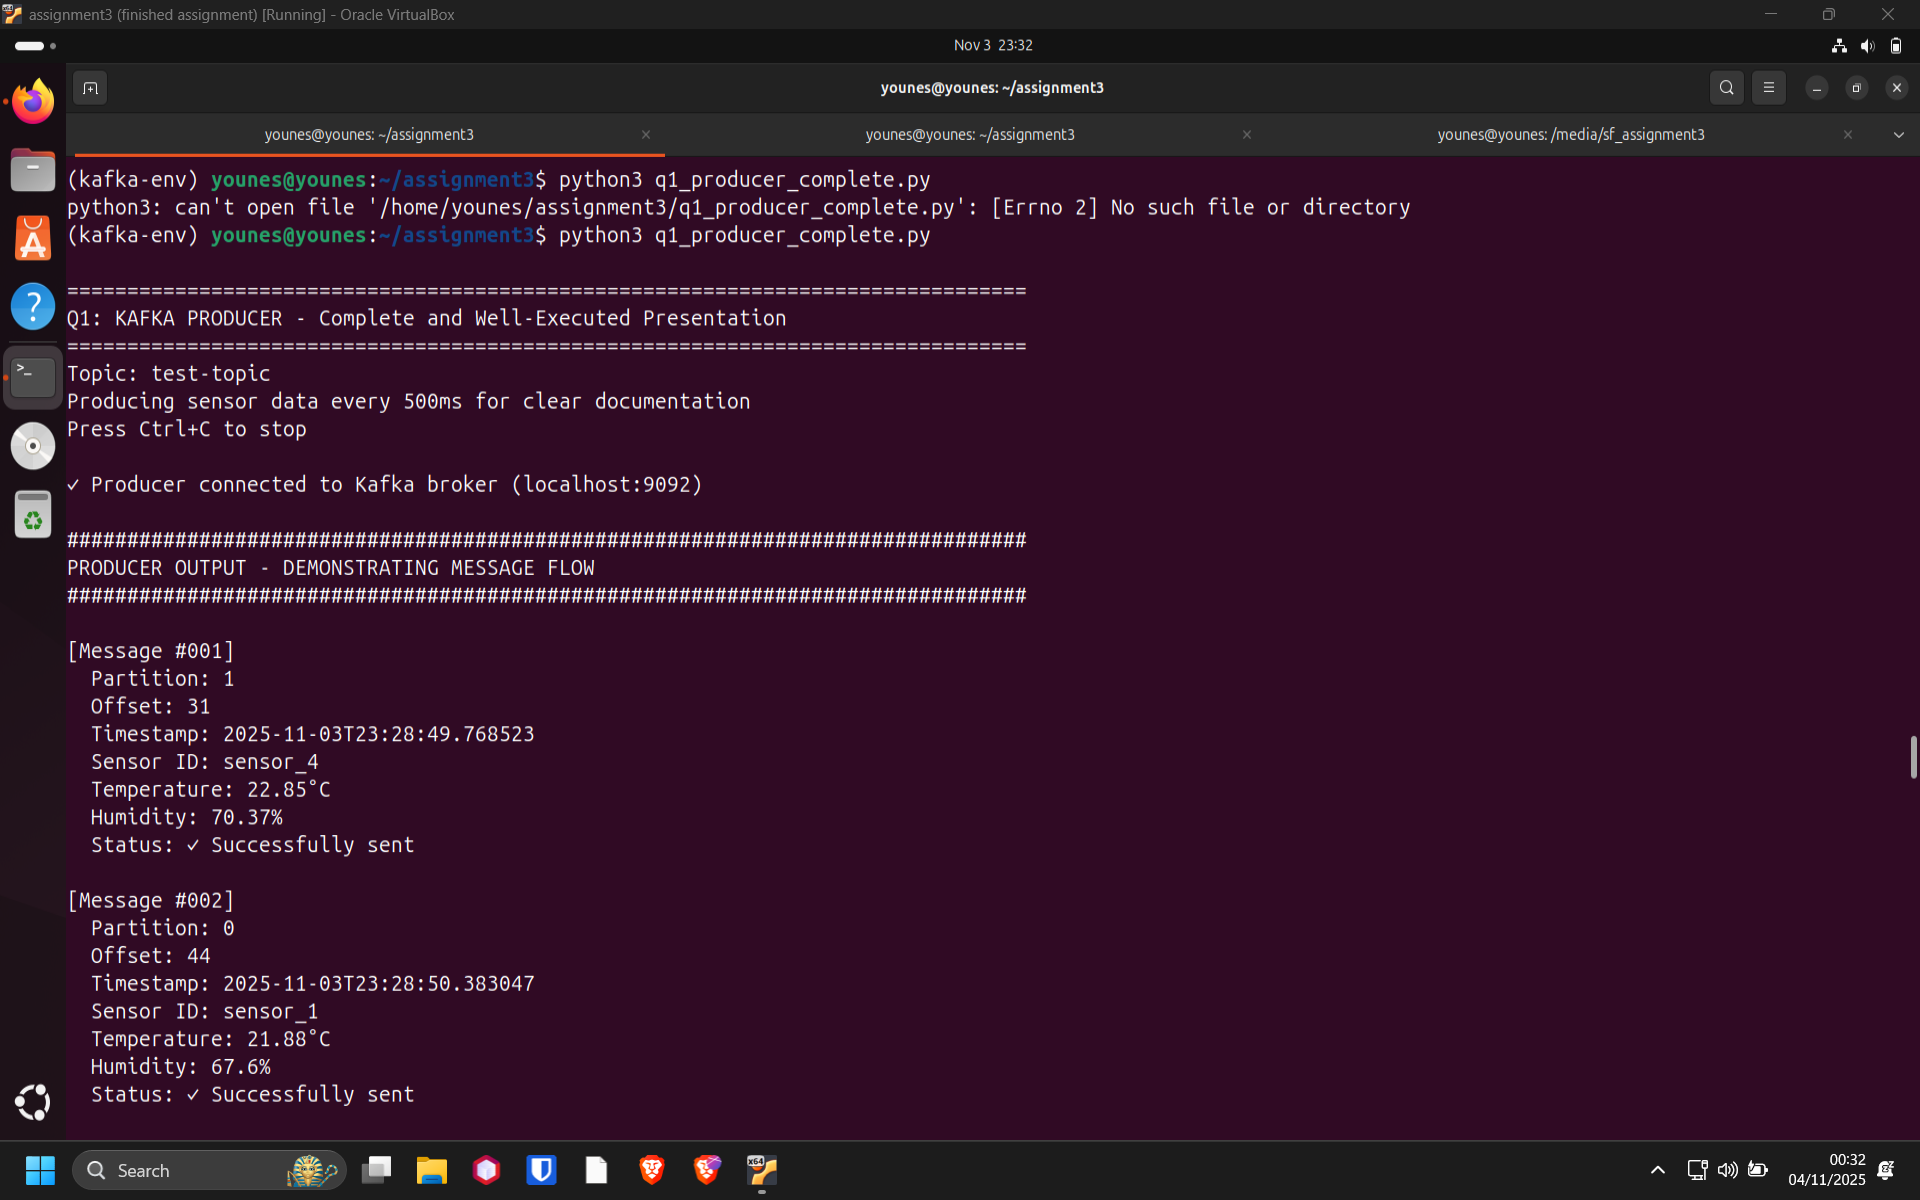 assignment3 (finished assignment) [Running] - Oracle VirtualBox
Nov 3 23:32
younes@younes: ~/assignment3
younes@younes: ~/assignment3
younes@younes: ~/assignment3
younes@younes: /media/sf_assignment3
(kafka-env) younes@younes:~/assignment3$ python3 q1_producer_complete.py
python3: can't open file '/home/younes/assignment3/q1_producer_complete.py': [Errno 2] No such file or directory
(kafka-env) younes@younes:~/assignment3$ python3 q1_producer_complete.py
================================================================================
Q1: KAFKA PRODUCER - Complete and Well-Executed Presentation
================================================================================
Topic: test-topic
Producing sensor data every 500ms for clear documentation
Press Ctrl+C to stop
✓ Producer connected to Kafka broker (localhost:9092)
################################################################################
PRODUCER OUTPUT - DEMONSTRATING MESSAGE FLOW
################################################################################
[Message #001]
Partition: 1
Offset: 31
Timestamp: 2025-11-03T23:28:49.768523
Sensor ID: sensor_4
Temperature: 22.85°C
Humidity: 70.37%
Status: ✓ Successfully sent
[Message #002]
Partition: 0
Offset: 44
Timestamp: 2025-11-03T23:28:50.383047
Sensor ID: sensor_1
Temperature: 21.88°C
Humidity: 67.6%
Status: ✓ Successfully sent
Search
x64
00:32
04/11/2025